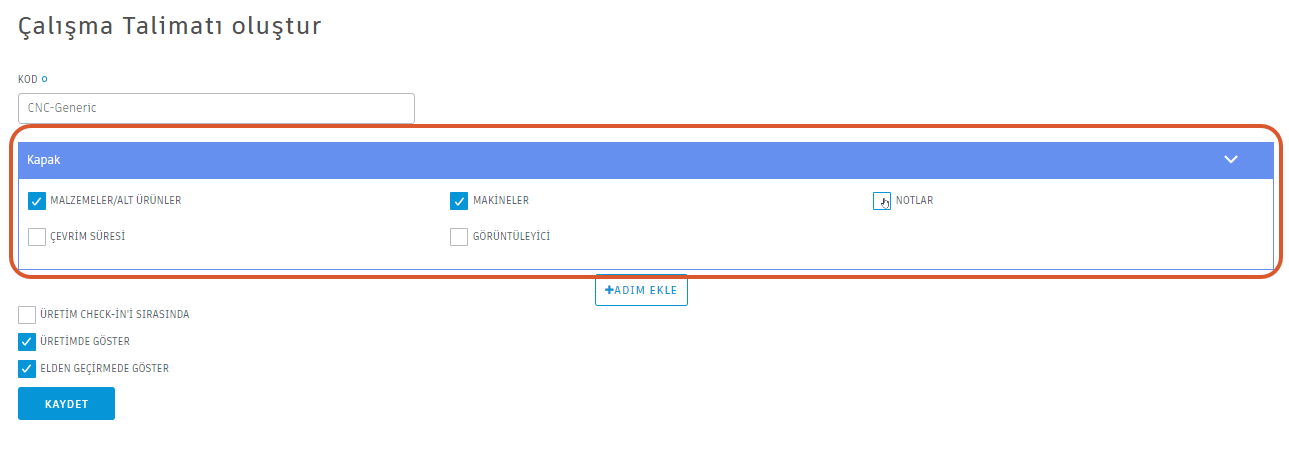 Çalışma Talimatı oluştur
KOD
CNC-Generic
Kapak
MALZEMELER/ALT ÜRÜNLER MAKİNELER NOTLAR
ÇEVRİM SÜRESİ GÖRÜNTÜLEYİCİ
+ADIM EKLE
ÜRETİM CHECK-İN'İ SIRASINDA
ÜRETİMDE GÖSTER
ELDEN GEÇİRMEDE GÖSTER
KAYDET